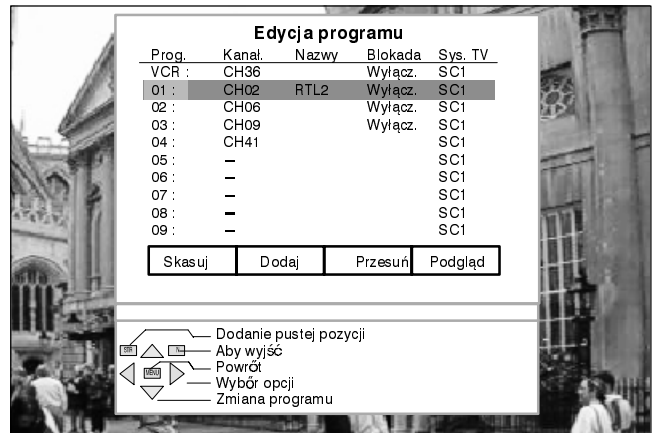 Edycja programu
Prog. Kanał. Nazwy Blokada Sys. TV
VCR : CH36 Wyłącz. SC1
01 : CH02 RTL2 Wyłącz. SC1
02 : CH06 Wyłącz. SC1
03 : CH09 Wyłącz. SC1
04 : CH41 SC1
05 : – SC1
06 : – SC1
07 : – SC1
08 : – SC1
09 : – SC1
Skasuj Dodaj Przesuń Podgląd
Dodanie pustej pozycji
Aby wyjść
Powrót
MENU
Wybór opcji
Zmiana programu